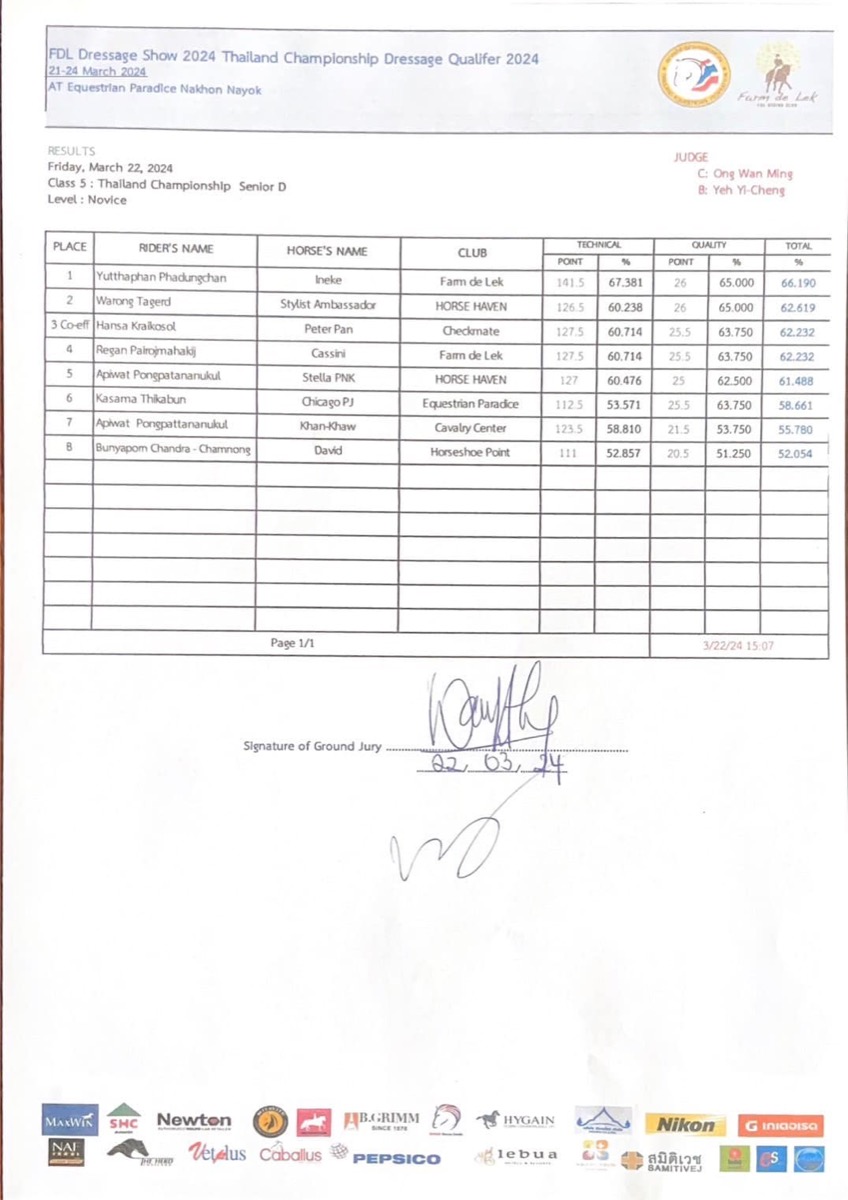 FDL Dressage Show 2024 Thailand Championship Dressage Qualifer 2024
21-24 March 2024
AT Equestrian Paradice Nakhon Nayok
Farm de Lek
RESULTS
Friday, March 22, 2024
Class 5 : Thailand Championship Senior D
Level : Novice
JUDGE
C: Ong Wan Ming
B: Yeh Yi-Cheng
PLACE RIDER'S NAME HORSE'S NAME CLUB TECHNICAL QUALITY TOTAL
POINT % POINT % %
1 Yutthaphan Phadungchan Ineke Farm de Lek 141.5 67.381 26 65.000 66.190
2 Warong Tagerd Stylist Ambassador HORSE HAVEN 126.5 60.238 26 65.000 62.619
3 Co-eff Hansa Kraikosol Peter Pan Checkmate 127.5 60.714 25.5 63.750 62.232
4 Regan Pairojmahakij Cassini Farm de Lek 127.5 60.714 25.5 63.750 62.232
5 Apiwat Pongpatananukul Stella PNK HORSE HAVEN 127 60.476 25 62.500 61.488
6 Kasama Thikabun Chicago PJ Equestrian Paradice 112.5 53.571 25.5 63.750 58.661
7 Apiwat Pongpattananukul Khan-Khaw Cavalry Center 123.5 58.810 21.5 53.750 55.780
8 Bunyaporn Chandra - Chamnong David Horseshoe Point 111 52.857 20.5 51.250 52.054
Page 1/1 3/22/24 15:07
Signature of Ground Jury
22, 03, 24
MAXWIN SHC Newton B.GRIMM SINCE 1878 HYGAIN Nikon
NAF THE HERO Vétplus Caballus PEPSICO lebua สมิติเวช SAMITIVEJ